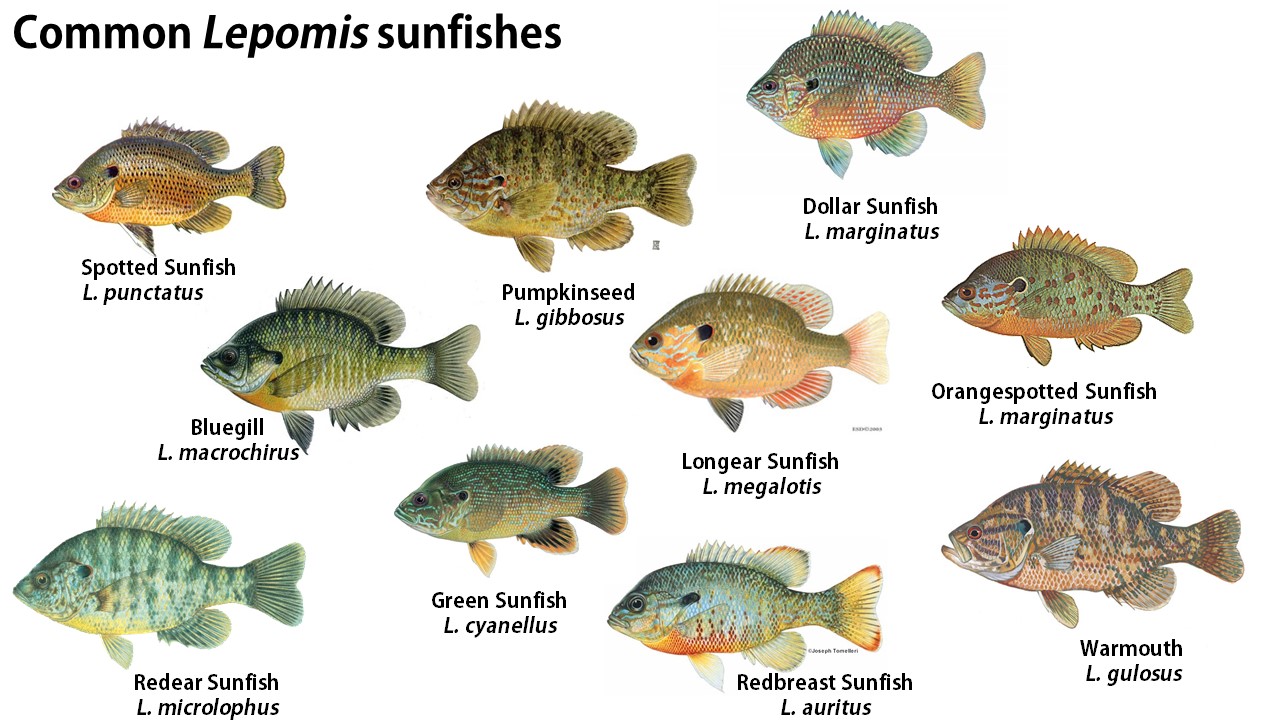 Common Lepomis sunfishes
Dollar Sunfish
L. marginatus
Spotted Sunfish
L. punctatus
Pumpkinseed
L. gibbosus
Orangespotted Sunfish
L. marginatus
Bluegill
L. macrochirus
Longear Sunfish
L. megalotis
Green Sunfish
L. cyanellus
©Joseph Tomelleri
Warmouth
L. gulosus
Redear Sunfish
L. microlophus
Redbreast Sunfish
L. auritus